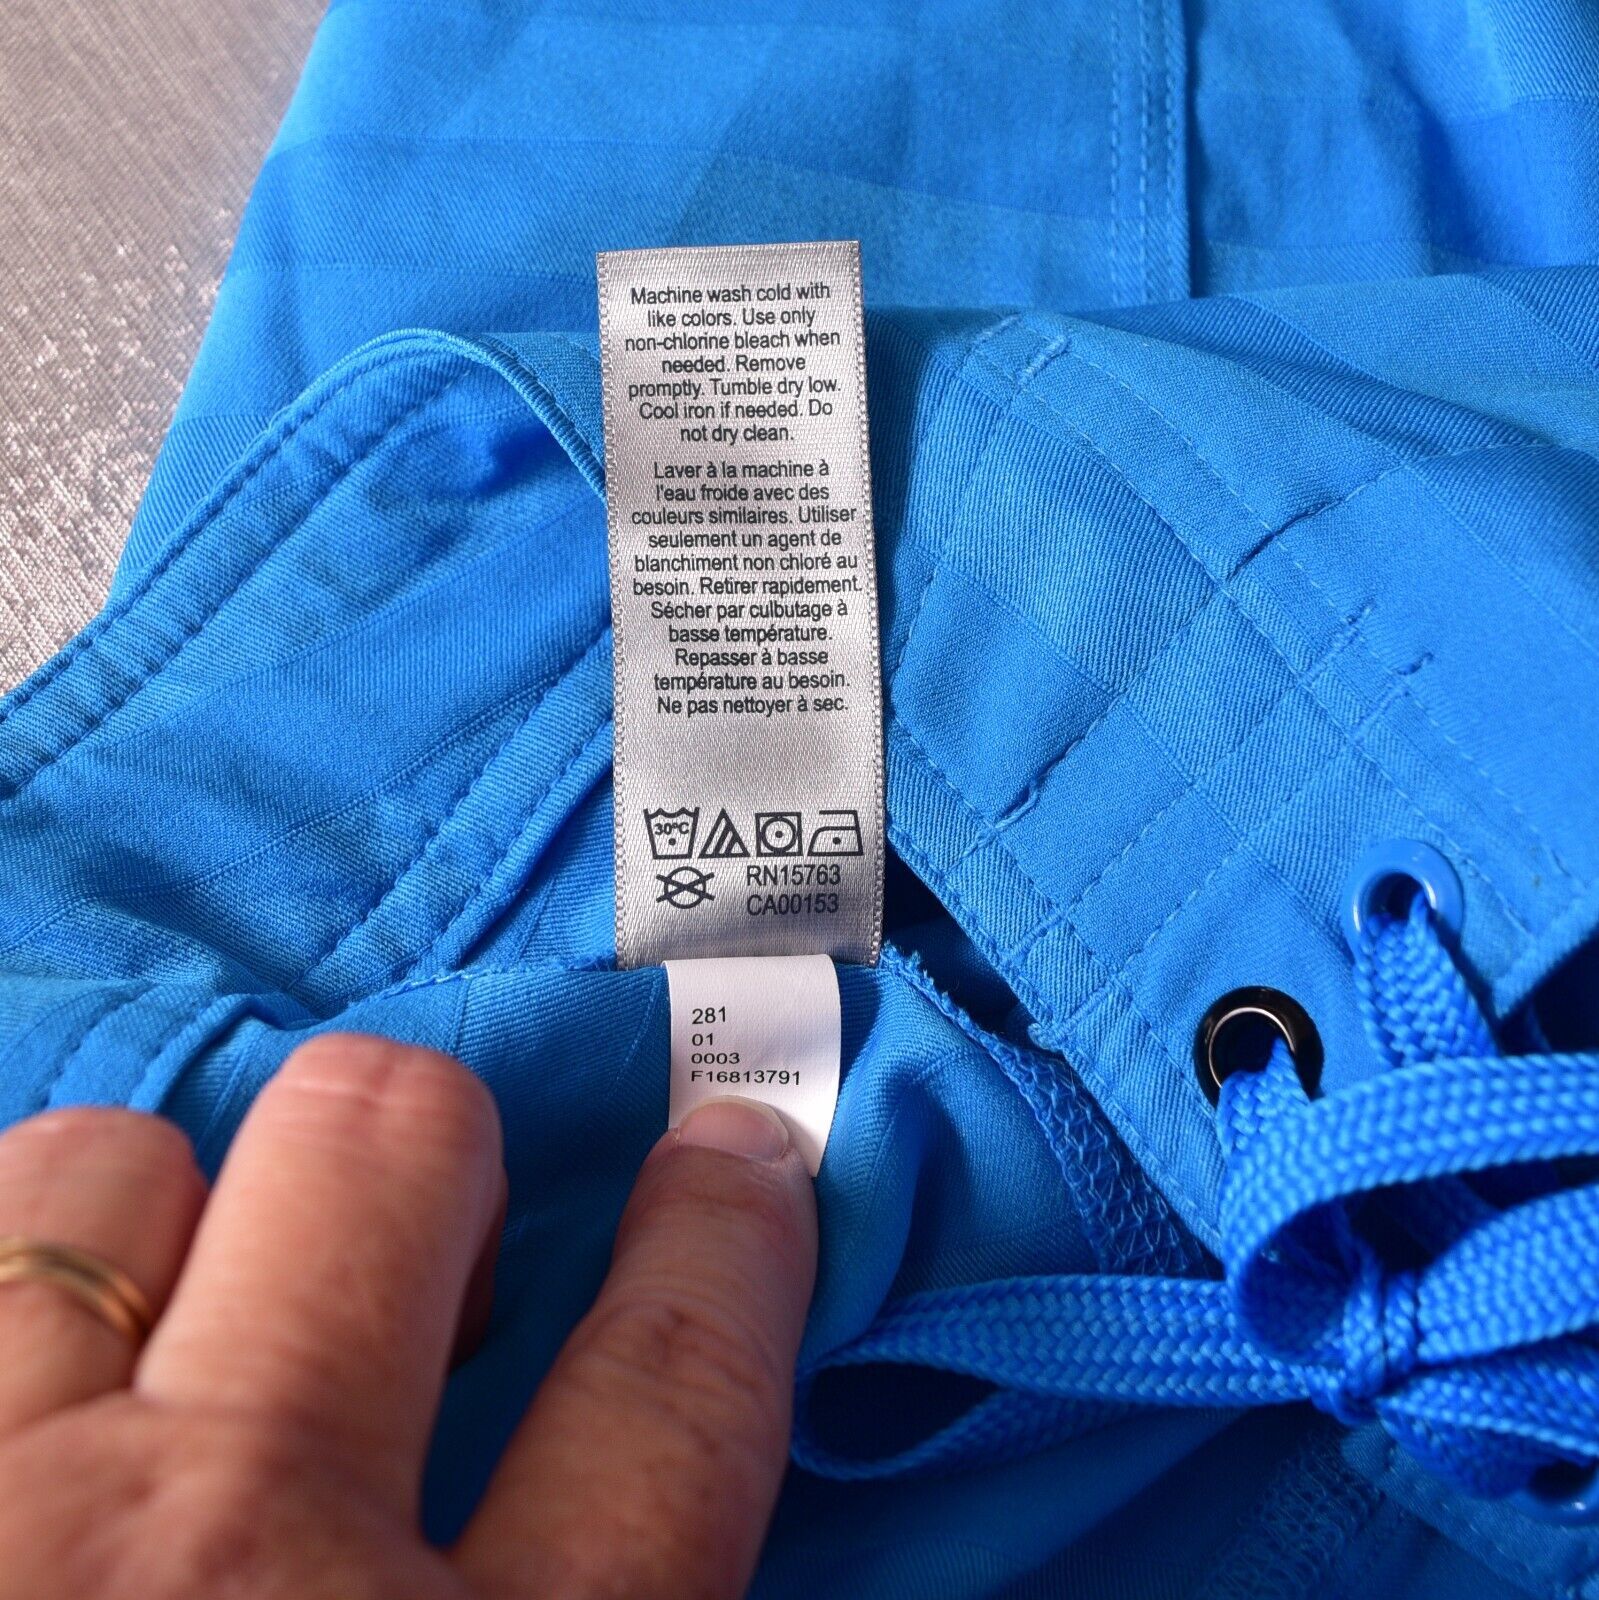 Machine wash cold with
like colors. Use only
non-chlorine bleach when
needed. Remove
promptly. Tumble dry low.
Cool iron if needed. Do
not dry clean.
Laver à la machine à
l'eau froide avec des
couleurs similaires. Utiliser
seulement un agent de
blanchiment non chloré au
besoin. Retirer rapidement.
Sécher par culbutage à
basse température.
Repasser à basse
température au besoin.
Ne pas nettoyer à sec.
30°C
RN15763
CA00153
281
01
0003
F16813791